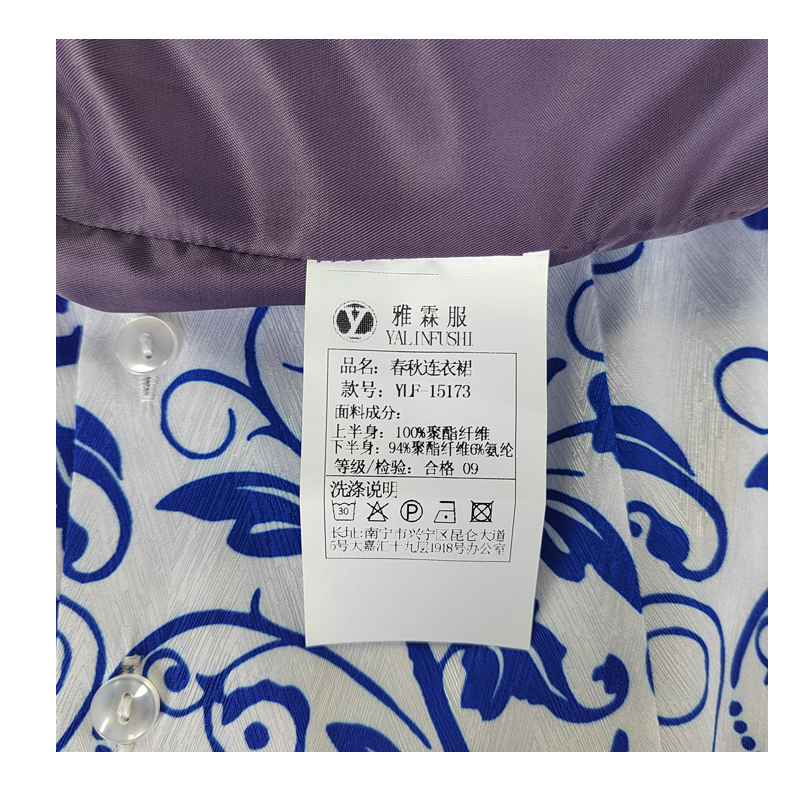 雅霖服
YALINFUSHI
品名: 春秋连衣裙
款号: YLF-15173
面料成分:
上半身: 100%聚酯纤维
下半身: 94%聚酯纤维6%氨纶
等级/检验: 合格 09
洗涤说明
30 P
长址: 南宁市兴宁区昆仑大道
5号大嘉汇十九层1918号办公室